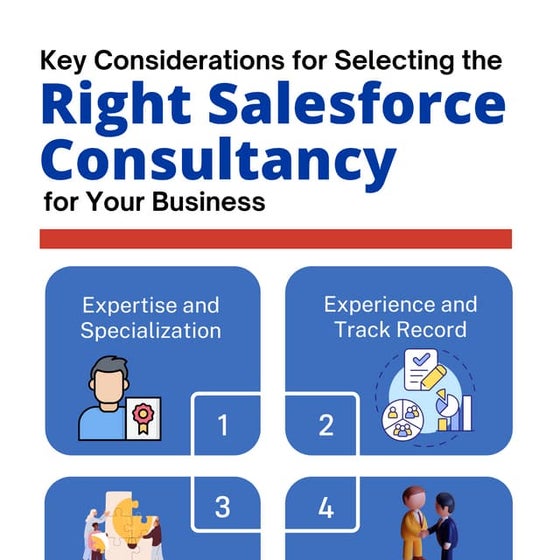 Key Considerations for Selecting the
Right Salesforce
Consultancy
for Your Business
Expertise and
Specialization
Experience and
Track Record
1
2
3
4